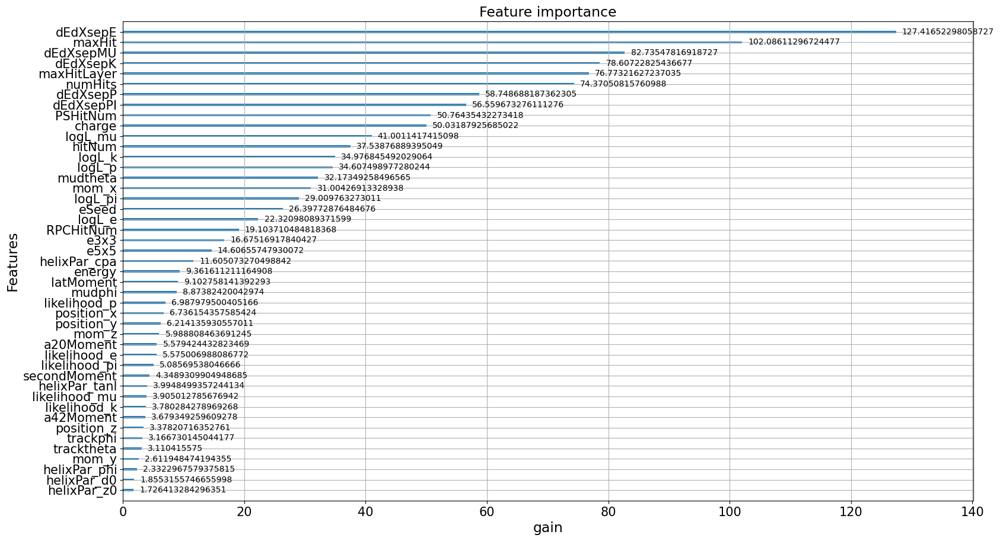 Feature importance
dEdXsepE 127.41652298058727
maxHit 102.08611296724477
dEdXsepMU 82.73547816918727
dEdXsepK 78.60722825436677
maxHitLayer 76.77321627237035
numHits 74.37050815760988
dEdXsepP 58.748688187362305
dEdXsepPI 56.559673276111276
PSHitNum 50.76435432273418
charge 50.03187925685022
logL_mu 41.0011417415098
hitNum 37.53876889395049
logL_k 34.976845492029064
logL_p 34.607498977280244
mudtheta 32.17349258496565
mom_x 31.00426913328938
logL_pi 29.009763273011
eSeed 26.39772876484676
logL_e 22.32098089371599
RPCHitNum 19.103710484818368
e3x3 16.67516917840427
e5x5 14.60655747930072
helixPar_cpa 11.605073270498842
energy 9.361611211164908
latMoment 9.102758141392293
mudphi 8.87382420042974
likelihood_p 6.987979500405166
position_x 6.736154357585424
position_y 6.214135930557011
mom_z 5.988808463691245
a20Moment 5.579424432823469
likelihood_e 5.575006988086772
likelihood_pi 5.08569538046666
secondMoment 4.3489309904948685
helixPar_tanl 3.9948499357244134
likelihood_mu 3.905012785676942
likelihood_k 3.780284278969268
a42Moment 3.679349259609278
position_z 3.37820716352761
trackphi 3.166730145044177
tracktheta 3.110415575
mom_y 2.611948474194355
helixPar_phi 2.3322967579375815
helixPar_d0 1.8553155746655998
helixPar_z0 1.726413284296351
0 20 40 60 80 100 120 140
gain
Features